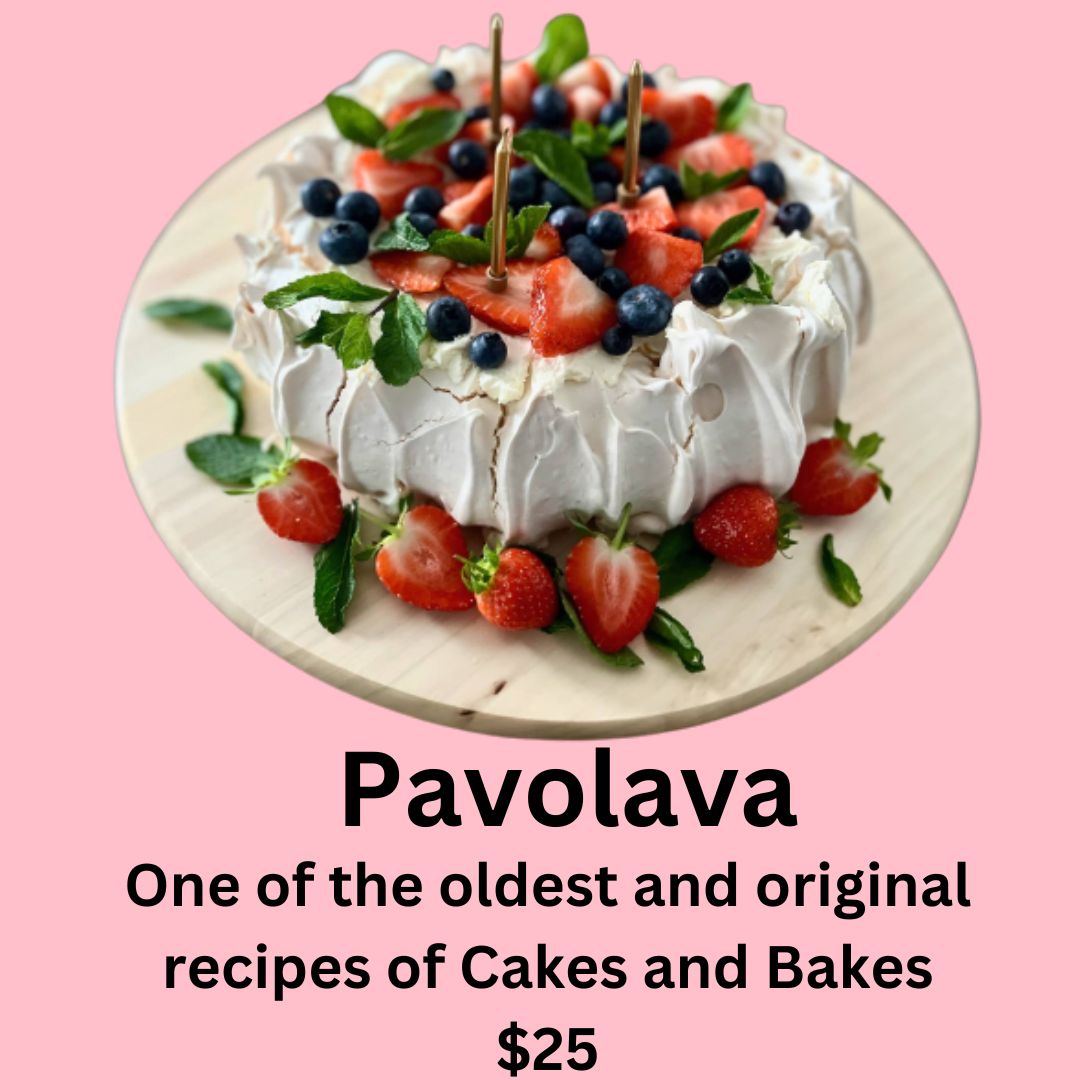 Pavolava
One of the oldest and original
recipes of Cakes and Bakes
$25